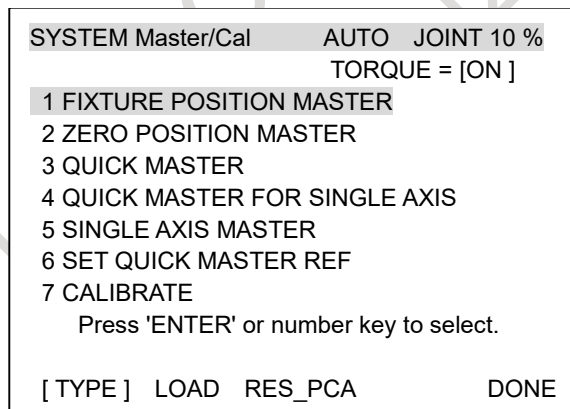 SYSTEM Master/Cal AUTO JOINT 10 %
TORQUE = [ON ]
1 FIXTURE POSITION MASTER
2 ZERO POSITION MASTER
3 QUICK MASTER
4 QUICK MASTER FOR SINGLE AXIS
5 SINGLE AXIS MASTER
6 SET QUICK MASTER REF
7 CALIBRATE
Press 'ENTER' or number key to select.
[ TYPE ] LOAD RES_PCA DONE